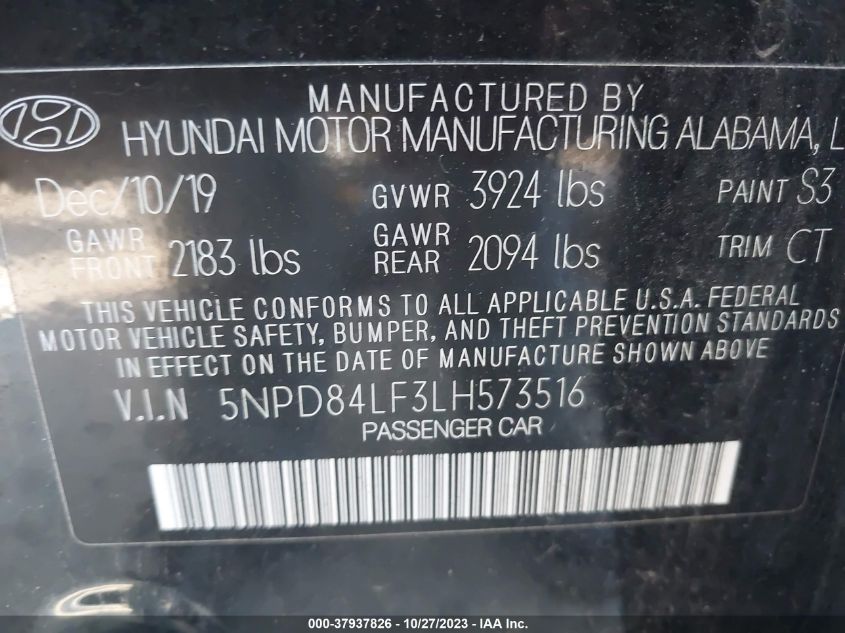 MANUFACTURED BY
HYUNDAI MOTOR MANUFACTURING ALABAMA, L
Dec/10/19 GVWR 3924 lbs PAINT S3
GAWR FRONT 2183 lbs GAWR REAR 2094 lbs TRIM CT
THIS VEHICLE CONFORMS TO ALL APPLICABLE U.S.A. FEDERAL
MOTOR VEHICLE SAFETY, BUMPER, AND THEFT PREVENTION STANDARDS
IN EFFECT ON THE DATE OF MANUFACTURE SHOWN ABOVE
V.I.N 5NPD84LF3LH573516
PASSENGER CAR
000-37937826 - 10/27/2023 - IAA Inc.